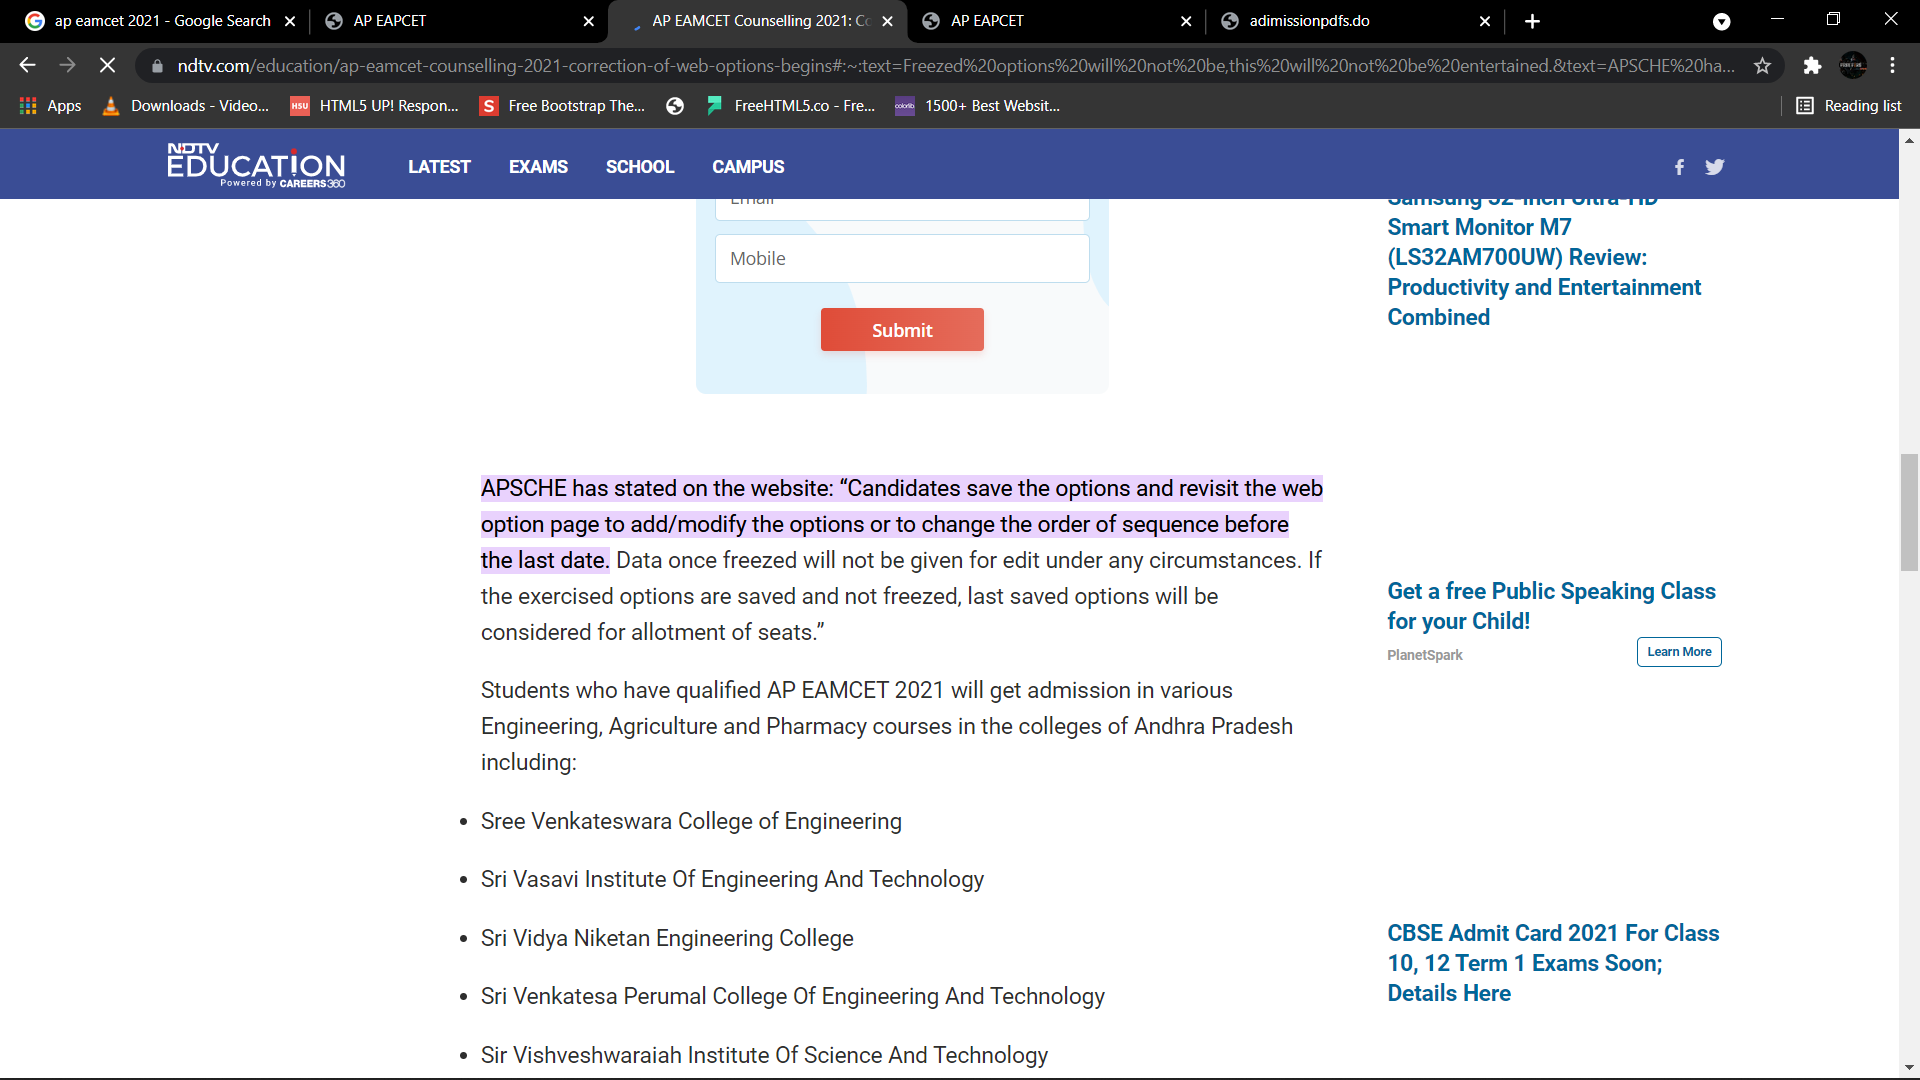 ap eamcet 2021 - Google Search
AP EAPCET
AP EAMCET Counselling 2021: Co
AP EAPCET
adimissionpdfs.do
ndtv.com/education/ap-eamcet-counselling-2021-correction-of-web-options-begins#:~:text=Freezed%20options%20will%20not%20be,this%20will%20not%20be%20entertained.&text=APSCHE%20ha...
Apps
Downloads - Video...
HSU
HTML5 UP! Respon...
S
Free Bootstrap The...
FreeHTML5.co - Fre...
colorlib.
1500+ Best Websit...
Reading list
NDTV
EDUCATION
Powered by CAREERS360
LATEST
EXAMS
SCHOOL
CAMPUS
Email
Mobile
Submit
APSCHE has stated on the website: “Candidates save the options and revisit the web
option page to add/modify the options or to change the order of sequence before
the last date. Data once freezed will not be given for edit under any circumstances. If
the exercised options are saved and not freezed, last saved options will be
considered for allotment of seats.”
Students who have qualified AP EAMCET 2021 will get admission in various
Engineering, Agriculture and Pharmacy courses in the colleges of Andhra Pradesh
including:
• Sree Venkateswara College of Engineering
• Sri Vasavi Institute Of Engineering And Technology
• Sri Vidya Niketan Engineering College
• Sri Venkatesa Perumal College Of Engineering And Technology
• Sir Vishveshwaraiah Institute Of Science And Technology
Samsung 32-Inch Ultra-HD
Smart Monitor M7
(LS32AM700UW) Review:
Productivity and Entertainment
Combined
Get a free Public Speaking Class
for your Child!
PlanetSpark
Learn More
CBSE Admit Card 2021 For Class
10, 12 Term 1 Exams Soon;
Details Here